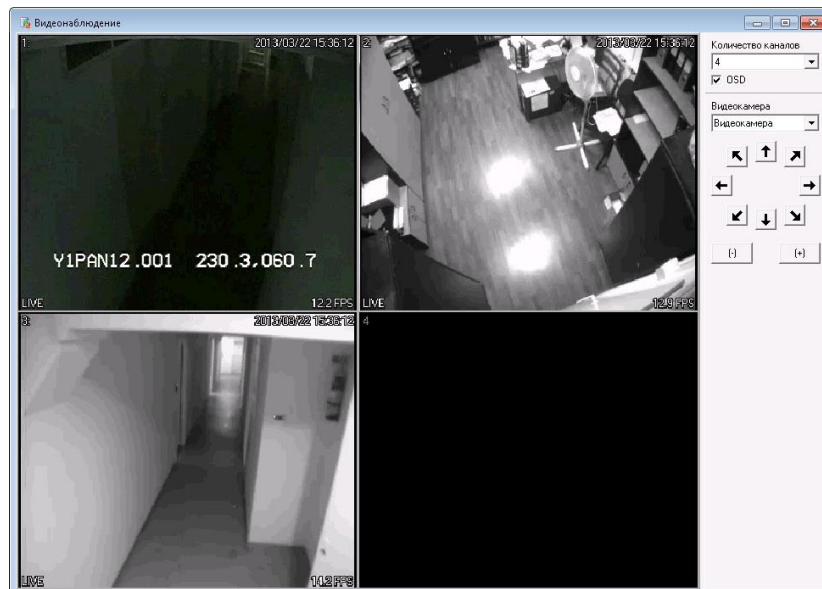 Видеонаблюдение
1: 2013/03/22 15:36:12
Y1PAN12.001 230.3,060.7
LIVE 12.2 FPS
2: 2013/03/22 15:36:12
LIVE 12.9 FPS
3: 2013/03/22 15:36:12
LIVE 14.2 FPS
4
Количество каналов
4
OSD
Видеокамера
Видеокамера
(-) (+)